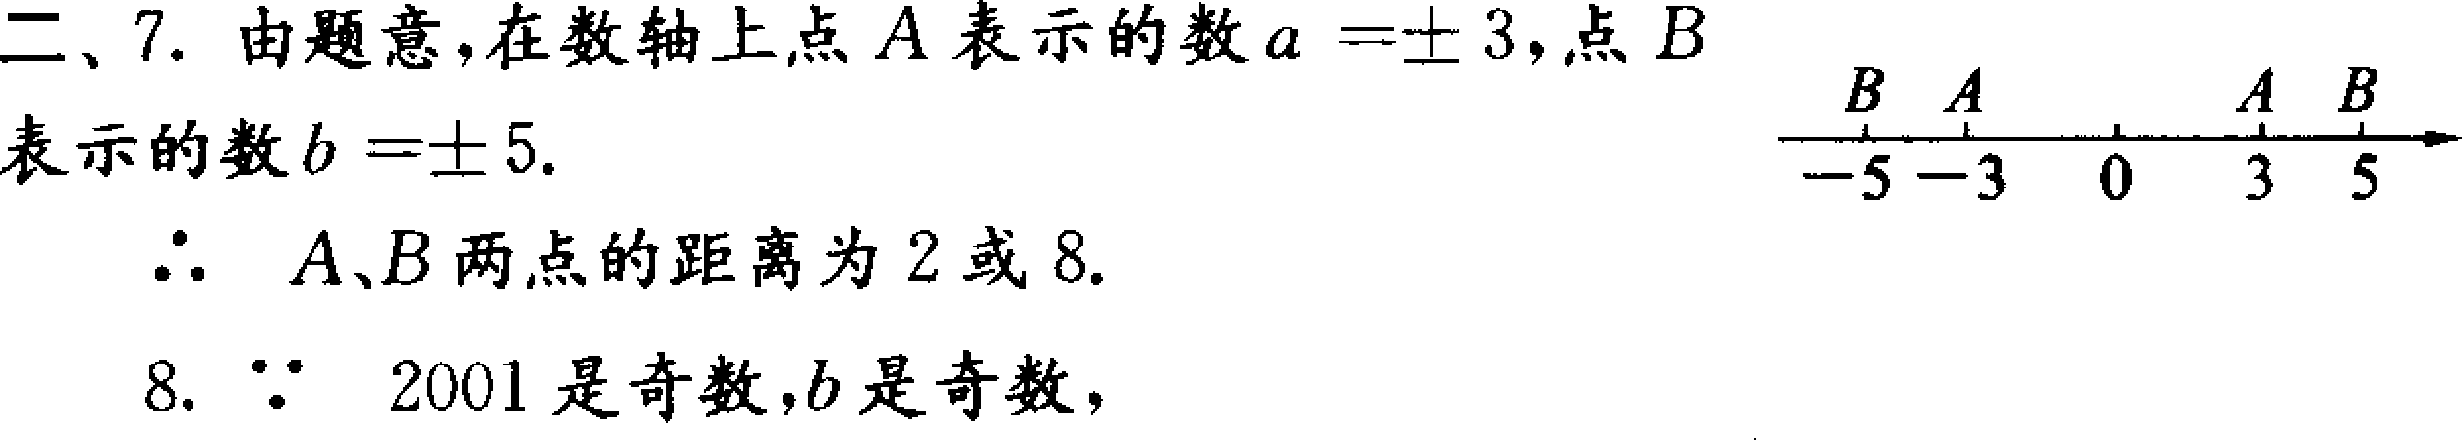 二、7. 由题意,在数轴上点 A 表示的数 a =± 3,点 B
表示的数 b =± 5.
B A A B
−5 −3 0 3 5
∴ A、B 两点的距离为 2 或 8.
8. ∵ 2001 是奇数,b 是奇数,